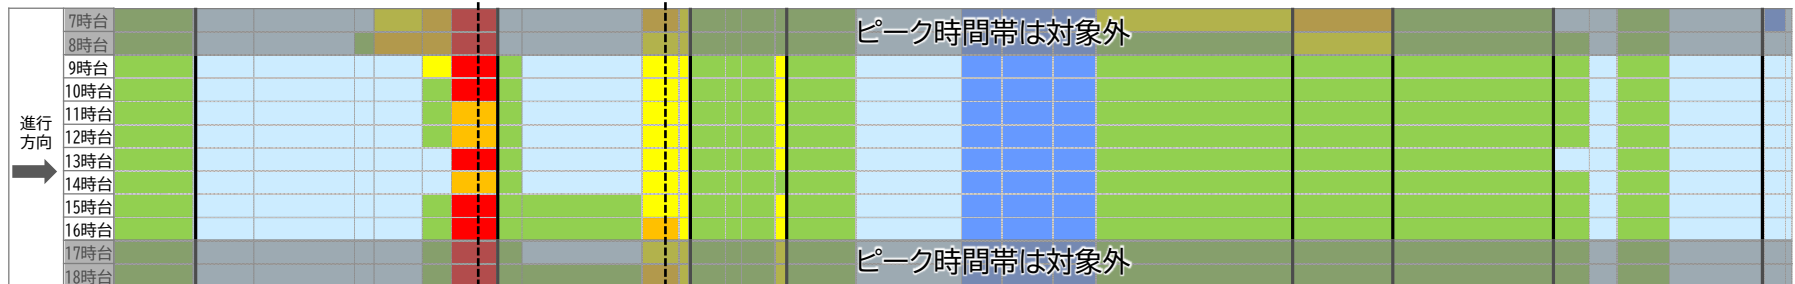 7時台
ピーク時間帯は対象外
8時台
9時台
10時台
11時台
進行
方向
12時台
13時台
14時台
15時台
16時台
17時台
ピーク時間帯は対象外
18時台